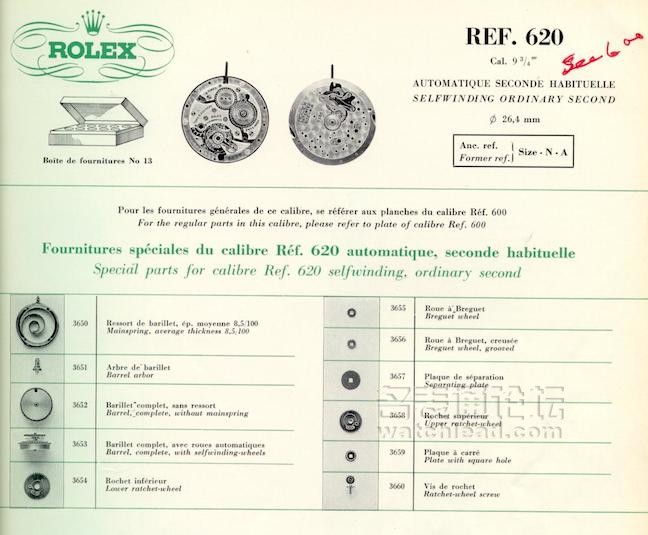 ROLEX
Boîte de fournitures No 13
REF. 620
See 600
Cal. 9 3/4'''
AUTOMATIQUE SECONDE HABITUELLE
SELFWINDING ORDINARY SECOND
ø 26,4 mm
Anc. ref.
Former ref.
Size - N - A
Pour les fournitures générales de ce calibre, se référer aux planches du calibre Réf. 600
For the regular parts in this calibre, please refer to plate of calibre Ref. 600
Fournitures spéciales du calibre Réf. 620 automatique, seconde habituelle
Special parts for calibre Ref. 620 selfwinding, ordinary second
3650
Ressort de barillet, ép. moyenne 8,5/100
Mainspring, average thickness 8,5/100
3651
Arbre de barillet
Barrel arbor
3652
Barillet complet, sans ressort
Barrel, complete, without mainspring
3653
Barillet complet, avec roues automatiques
Barrel, complete, with selfwinding-wheels
3654
Rochet inférieur
Lower ratchet-wheel
3655
Roue à Breguet
Breguet wheel
3656
Roue à Breguet, creusée
Breguet wheel, grooved
3657
Plaque de séparation
Separating plate
3658
Rochet supérieur
Upper ratchet-wheel
3659
Plaque à carré
Plate with square hole
3660
Vis de rochet
Ratchet-wheel screw
名表通论坛
watchlead.com